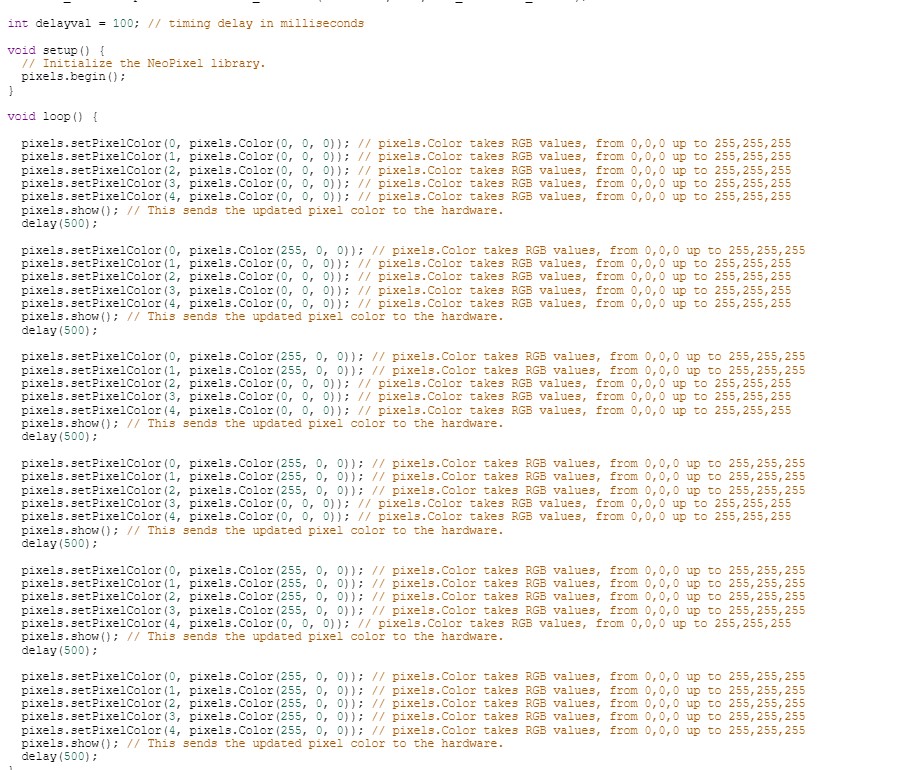 int delayval = 100; // timing delay in milliseconds
void setup() {
// Initialize the NeoPixel library.
pixels.begin();
}
void loop() {
pixels.setPixelColor(0, pixels.Color(0, 0, 0)); // pixels.Color takes RGB values, from 0,0,0 up to 255,255,255
pixels.setPixelColor(1, pixels.Color(0, 0, 0)); // pixels.Color takes RGB values, from 0,0,0 up to 255,255,255
pixels.setPixelColor(2, pixels.Color(0, 0, 0)); // pixels.Color takes RGB values, from 0,0,0 up to 255,255,255
pixels.setPixelColor(3, pixels.Color(0, 0, 0)); // pixels.Color takes RGB values, from 0,0,0 up to 255,255,255
pixels.setPixelColor(4, pixels.Color(0, 0, 0)); // pixels.Color takes RGB values, from 0,0,0 up to 255,255,255
pixels.show(); // This sends the updated pixel color to the hardware.
delay(500);
pixels.setPixelColor(0, pixels.Color(255, 0, 0)); // pixels.Color takes RGB values, from 0,0,0 up to 255,255,255
pixels.setPixelColor(1, pixels.Color(0, 0, 0)); // pixels.Color takes RGB values, from 0,0,0 up to 255,255,255
pixels.setPixelColor(2, pixels.Color(0, 0, 0)); // pixels.Color takes RGB values, from 0,0,0 up to 255,255,255
pixels.setPixelColor(3, pixels.Color(0, 0, 0)); // pixels.Color takes RGB values, from 0,0,0 up to 255,255,255
pixels.setPixelColor(4, pixels.Color(0, 0, 0)); // pixels.Color takes RGB values, from 0,0,0 up to 255,255,255
pixels.show(); // This sends the updated pixel color to the hardware.
delay(500);
pixels.setPixelColor(0, pixels.Color(255, 0, 0)); // pixels.Color takes RGB values, from 0,0,0 up to 255,255,255
pixels.setPixelColor(1, pixels.Color(255, 0, 0)); // pixels.Color takes RGB values, from 0,0,0 up to 255,255,255
pixels.setPixelColor(2, pixels.Color(0, 0, 0)); // pixels.Color takes RGB values, from 0,0,0 up to 255,255,255
pixels.setPixelColor(3, pixels.Color(0, 0, 0)); // pixels.Color takes RGB values, from 0,0,0 up to 255,255,255
pixels.setPixelColor(4, pixels.Color(0, 0, 0)); // pixels.Color takes RGB values, from 0,0,0 up to 255,255,255
pixels.show(); // This sends the updated pixel color to the hardware.
delay(500);
pixels.setPixelColor(0, pixels.Color(255, 0, 0)); // pixels.Color takes RGB values, from 0,0,0 up to 255,255,255
pixels.setPixelColor(1, pixels.Color(255, 0, 0)); // pixels.Color takes RGB values, from 0,0,0 up to 255,255,255
pixels.setPixelColor(2, pixels.Color(255, 0, 0)); // pixels.Color takes RGB values, from 0,0,0 up to 255,255,255
pixels.setPixelColor(3, pixels.Color(0, 0, 0)); // pixels.Color takes RGB values, from 0,0,0 up to 255,255,255
pixels.setPixelColor(4, pixels.Color(0, 0, 0)); // pixels.Color takes RGB values, from 0,0,0 up to 255,255,255
pixels.show(); // This sends the updated pixel color to the hardware.
delay(500);
pixels.setPixelColor(0, pixels.Color(255, 0, 0)); // pixels.Color takes RGB values, from 0,0,0 up to 255,255,255
pixels.setPixelColor(1, pixels.Color(255, 0, 0)); // pixels.Color takes RGB values, from 0,0,0 up to 255,255,255
pixels.setPixelColor(2, pixels.Color(255, 0, 0)); // pixels.Color takes RGB values, from 0,0,0 up to 255,255,255
pixels.setPixelColor(3, pixels.Color(255, 0, 0)); // pixels.Color takes RGB values, from 0,0,0 up to 255,255,255
pixels.setPixelColor(4, pixels.Color(0, 0, 0)); // pixels.Color takes RGB values, from 0,0,0 up to 255,255,255
pixels.show(); // This sends the updated pixel color to the hardware.
delay(500);
pixels.setPixelColor(0, pixels.Color(255, 0, 0)); // pixels.Color takes RGB values, from 0,0,0 up to 255,255,255
pixels.setPixelColor(1, pixels.Color(255, 0, 0)); // pixels.Color takes RGB values, from 0,0,0 up to 255,255,255
pixels.setPixelColor(2, pixels.Color(255, 0, 0)); // pixels.Color takes RGB values, from 0,0,0 up to 255,255,255
pixels.setPixelColor(3, pixels.Color(255, 0, 0)); // pixels.Color takes RGB values, from 0,0,0 up to 255,255,255
pixels.setPixelColor(4, pixels.Color(255, 0, 0)); // pixels.Color takes RGB values, from 0,0,0 up to 255,255,255
pixels.show(); // This sends the updated pixel color to the hardware.
delay(500);